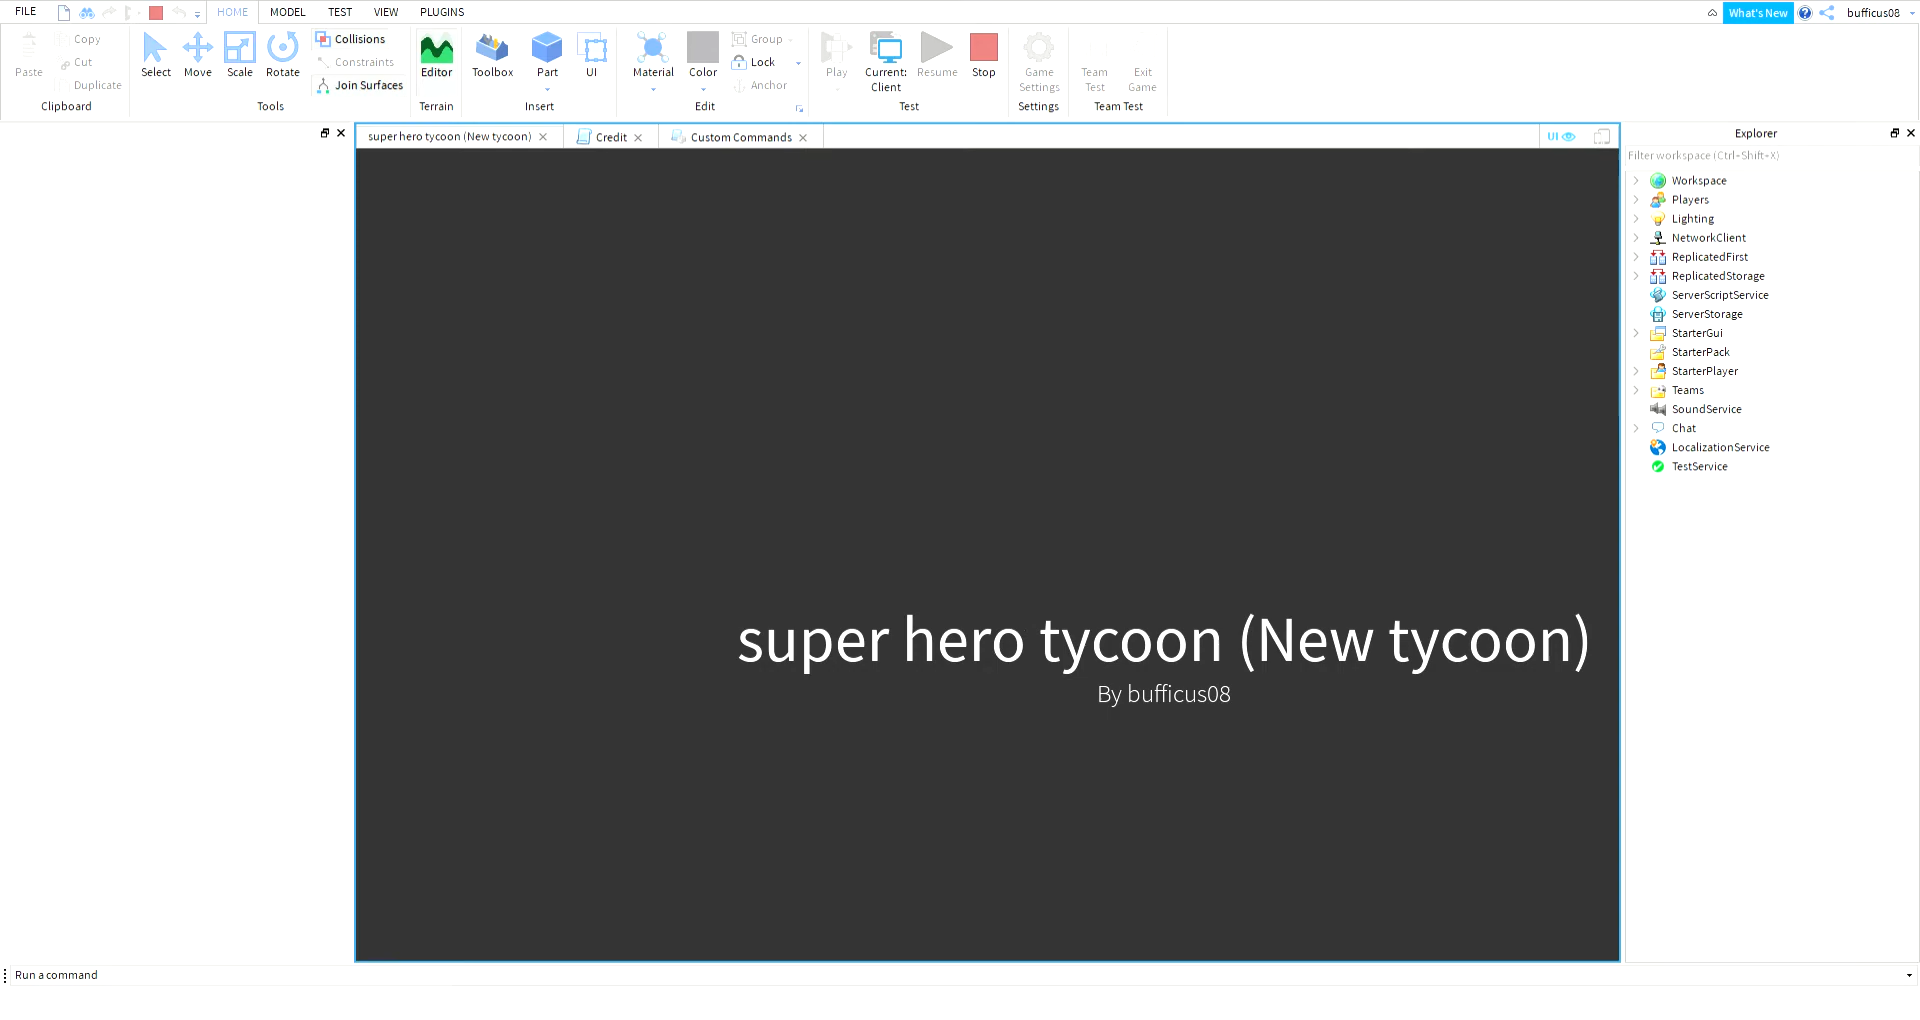 FILE HOME MODEL TEST VIEW PLUGINS What's New bufficus08
Paste Copy Cut Duplicate Clipboard
Select Move Scale Rotate Collisions Constraints Join Surfaces Tools
Editor Terrain
Toolbox Part UI Insert
Material Color Group Lock Anchor Edit
Play Current: Client Resume Stop Test
Game Settings Settings
Team Test Exit Game Team Test
super hero tycoon (New tycoon) Credit Custom Commands UI
super hero tycoon (New tycoon)
By bufficus08
Explorer
Filter workspace (Ctrl+Shift+X)
Workspace
Players
Lighting
NetworkClient
ReplicatedFirst
ReplicatedStorage
ServerScriptService
ServerStorage
StarterGui
StarterPack
StarterPlayer
Teams
SoundService
Chat
LocalizationService
TestService
Run a command